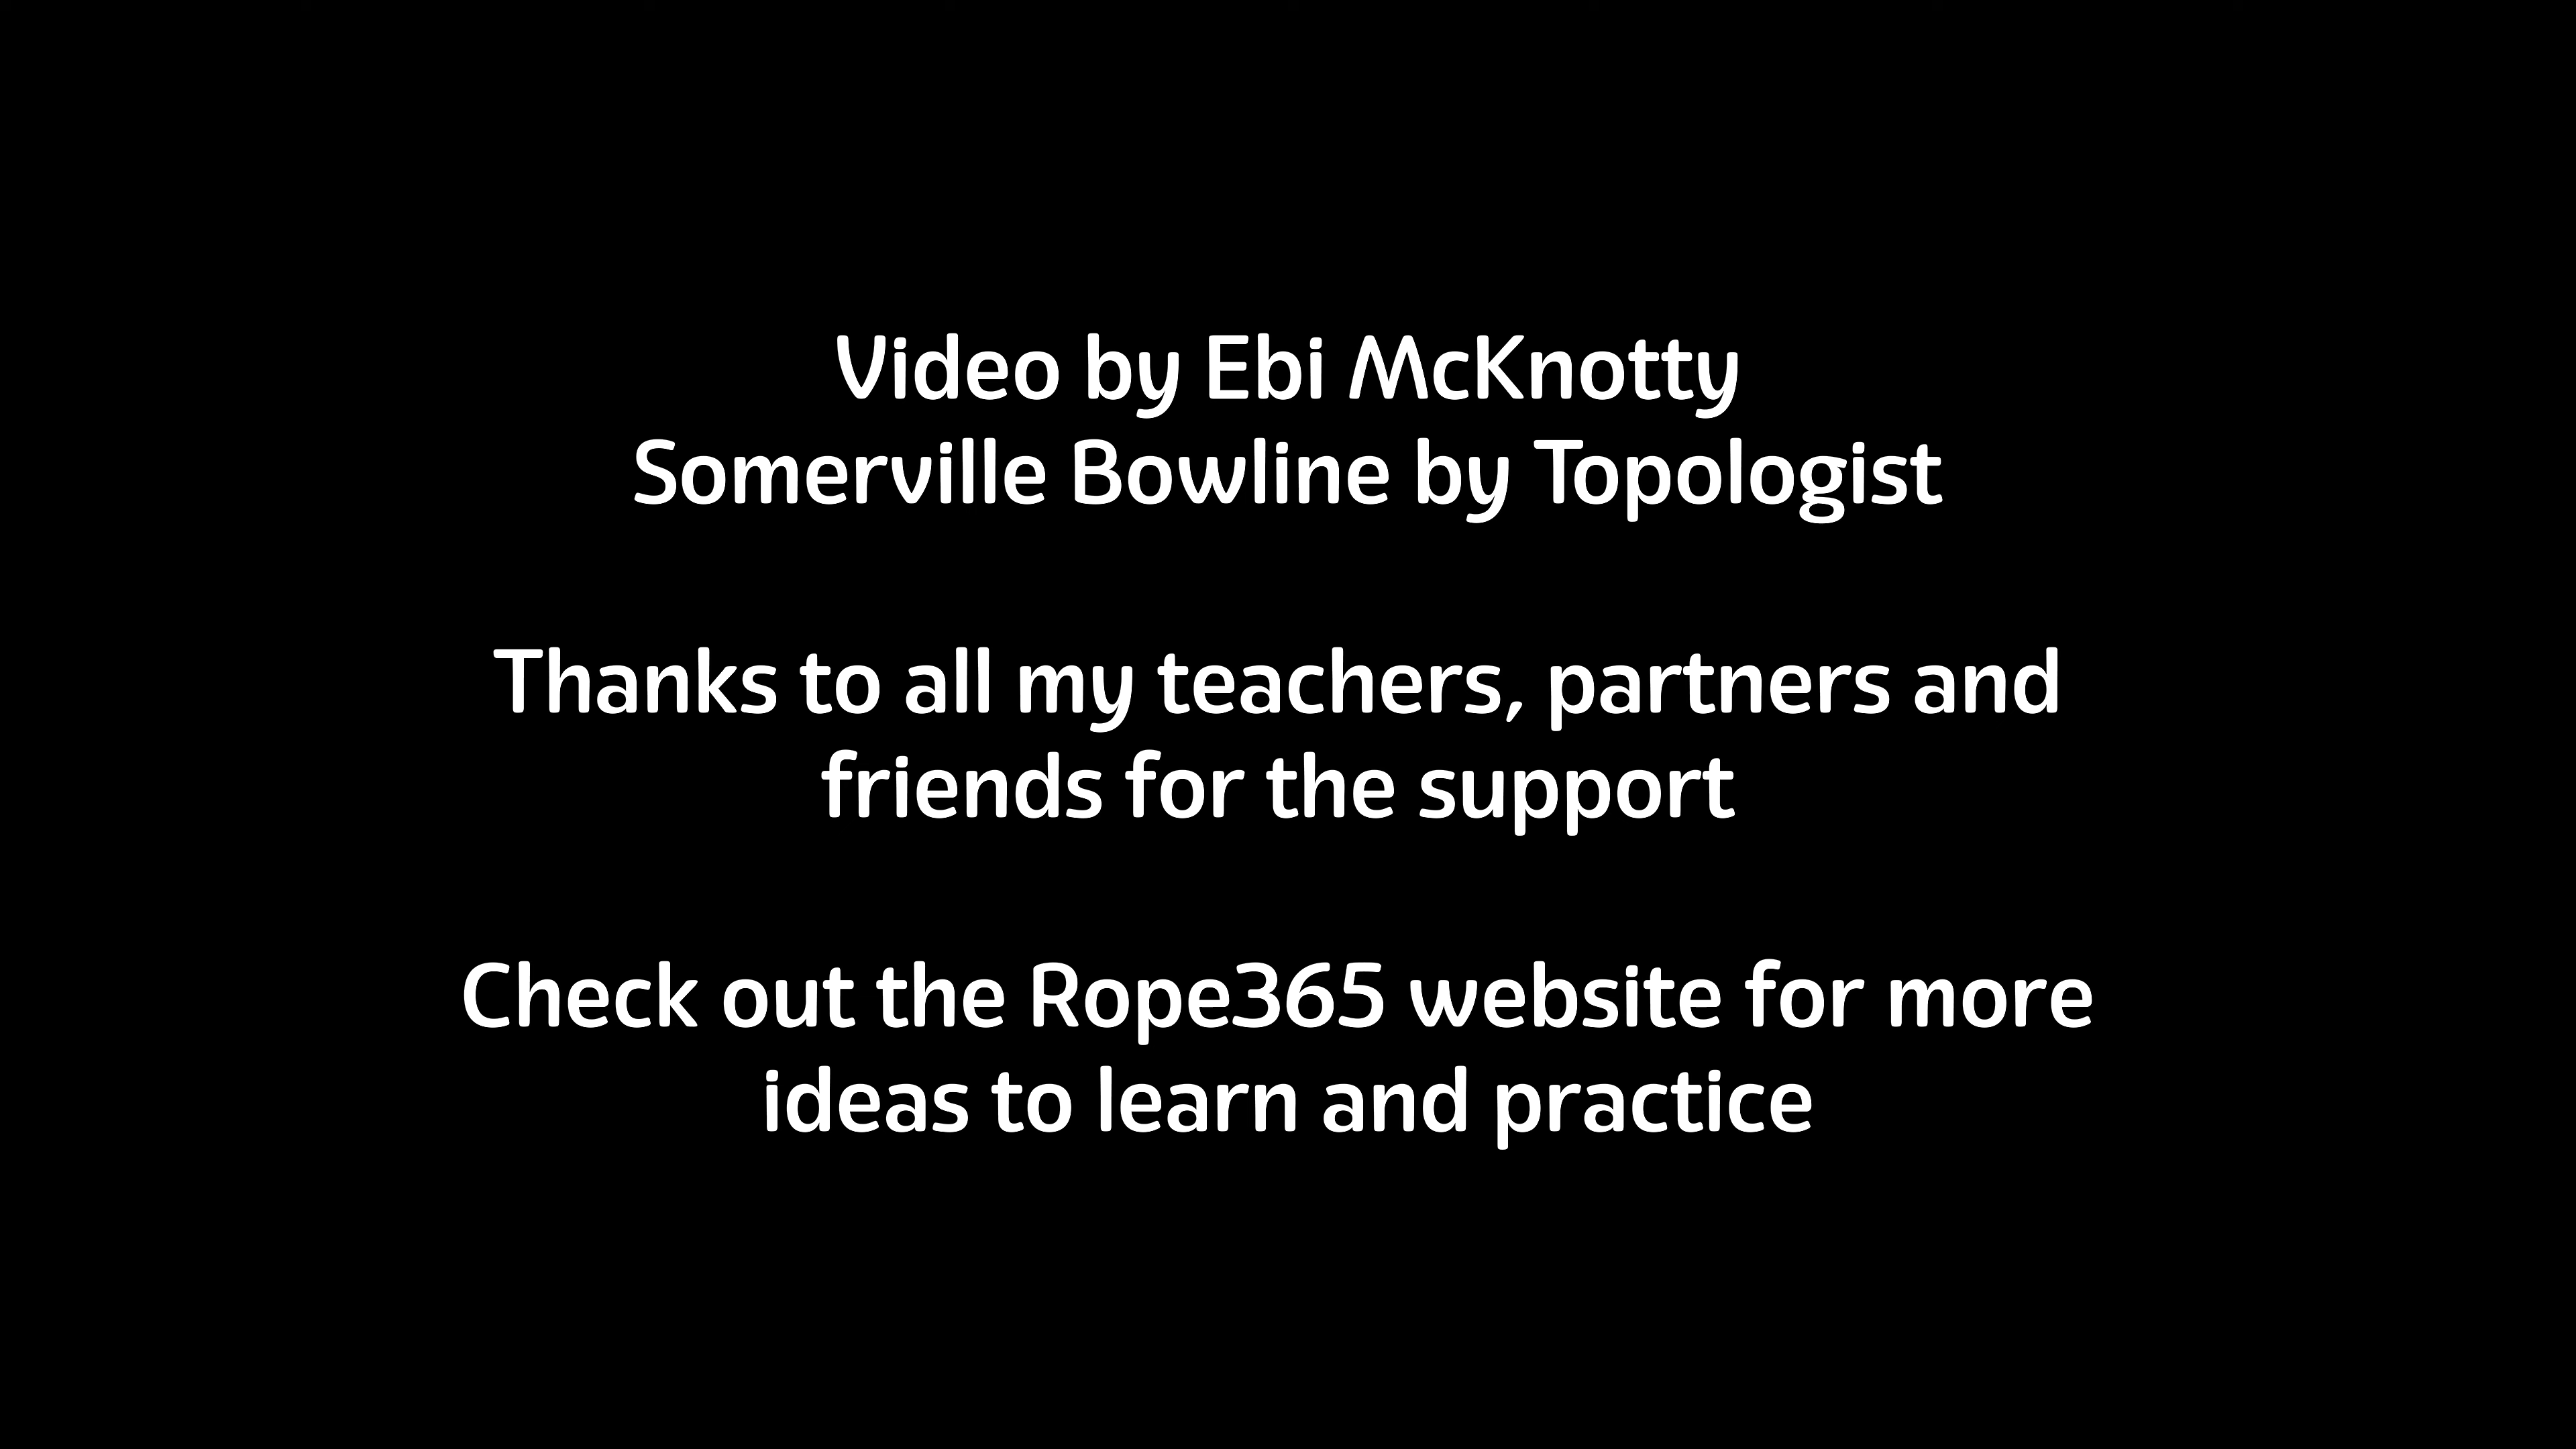 Video by Ebi McKnotty
Somerville Bowline by Topologist
Thanks to all my teachers, partners and
friends for the support
Check out the Rope365 website for more
ideas to learn and practice